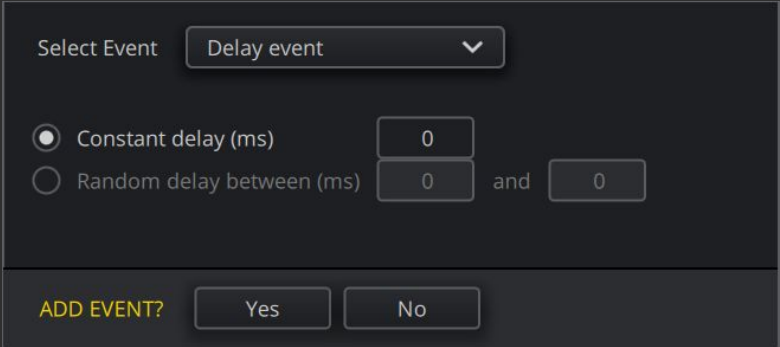 Select Event Delay event
Constant delay (ms) 0
Random delay between (ms) 0 and 0
ADD EVENT? Yes No